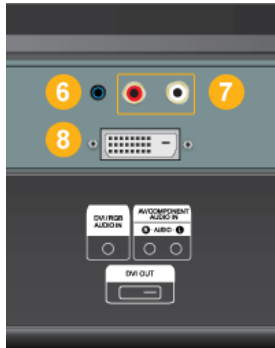 6
7
8
DVI / RGB
AUDIO IN
AV/COMPONENT
AUDIO IN
R - AUDIO - L
DVI OUT